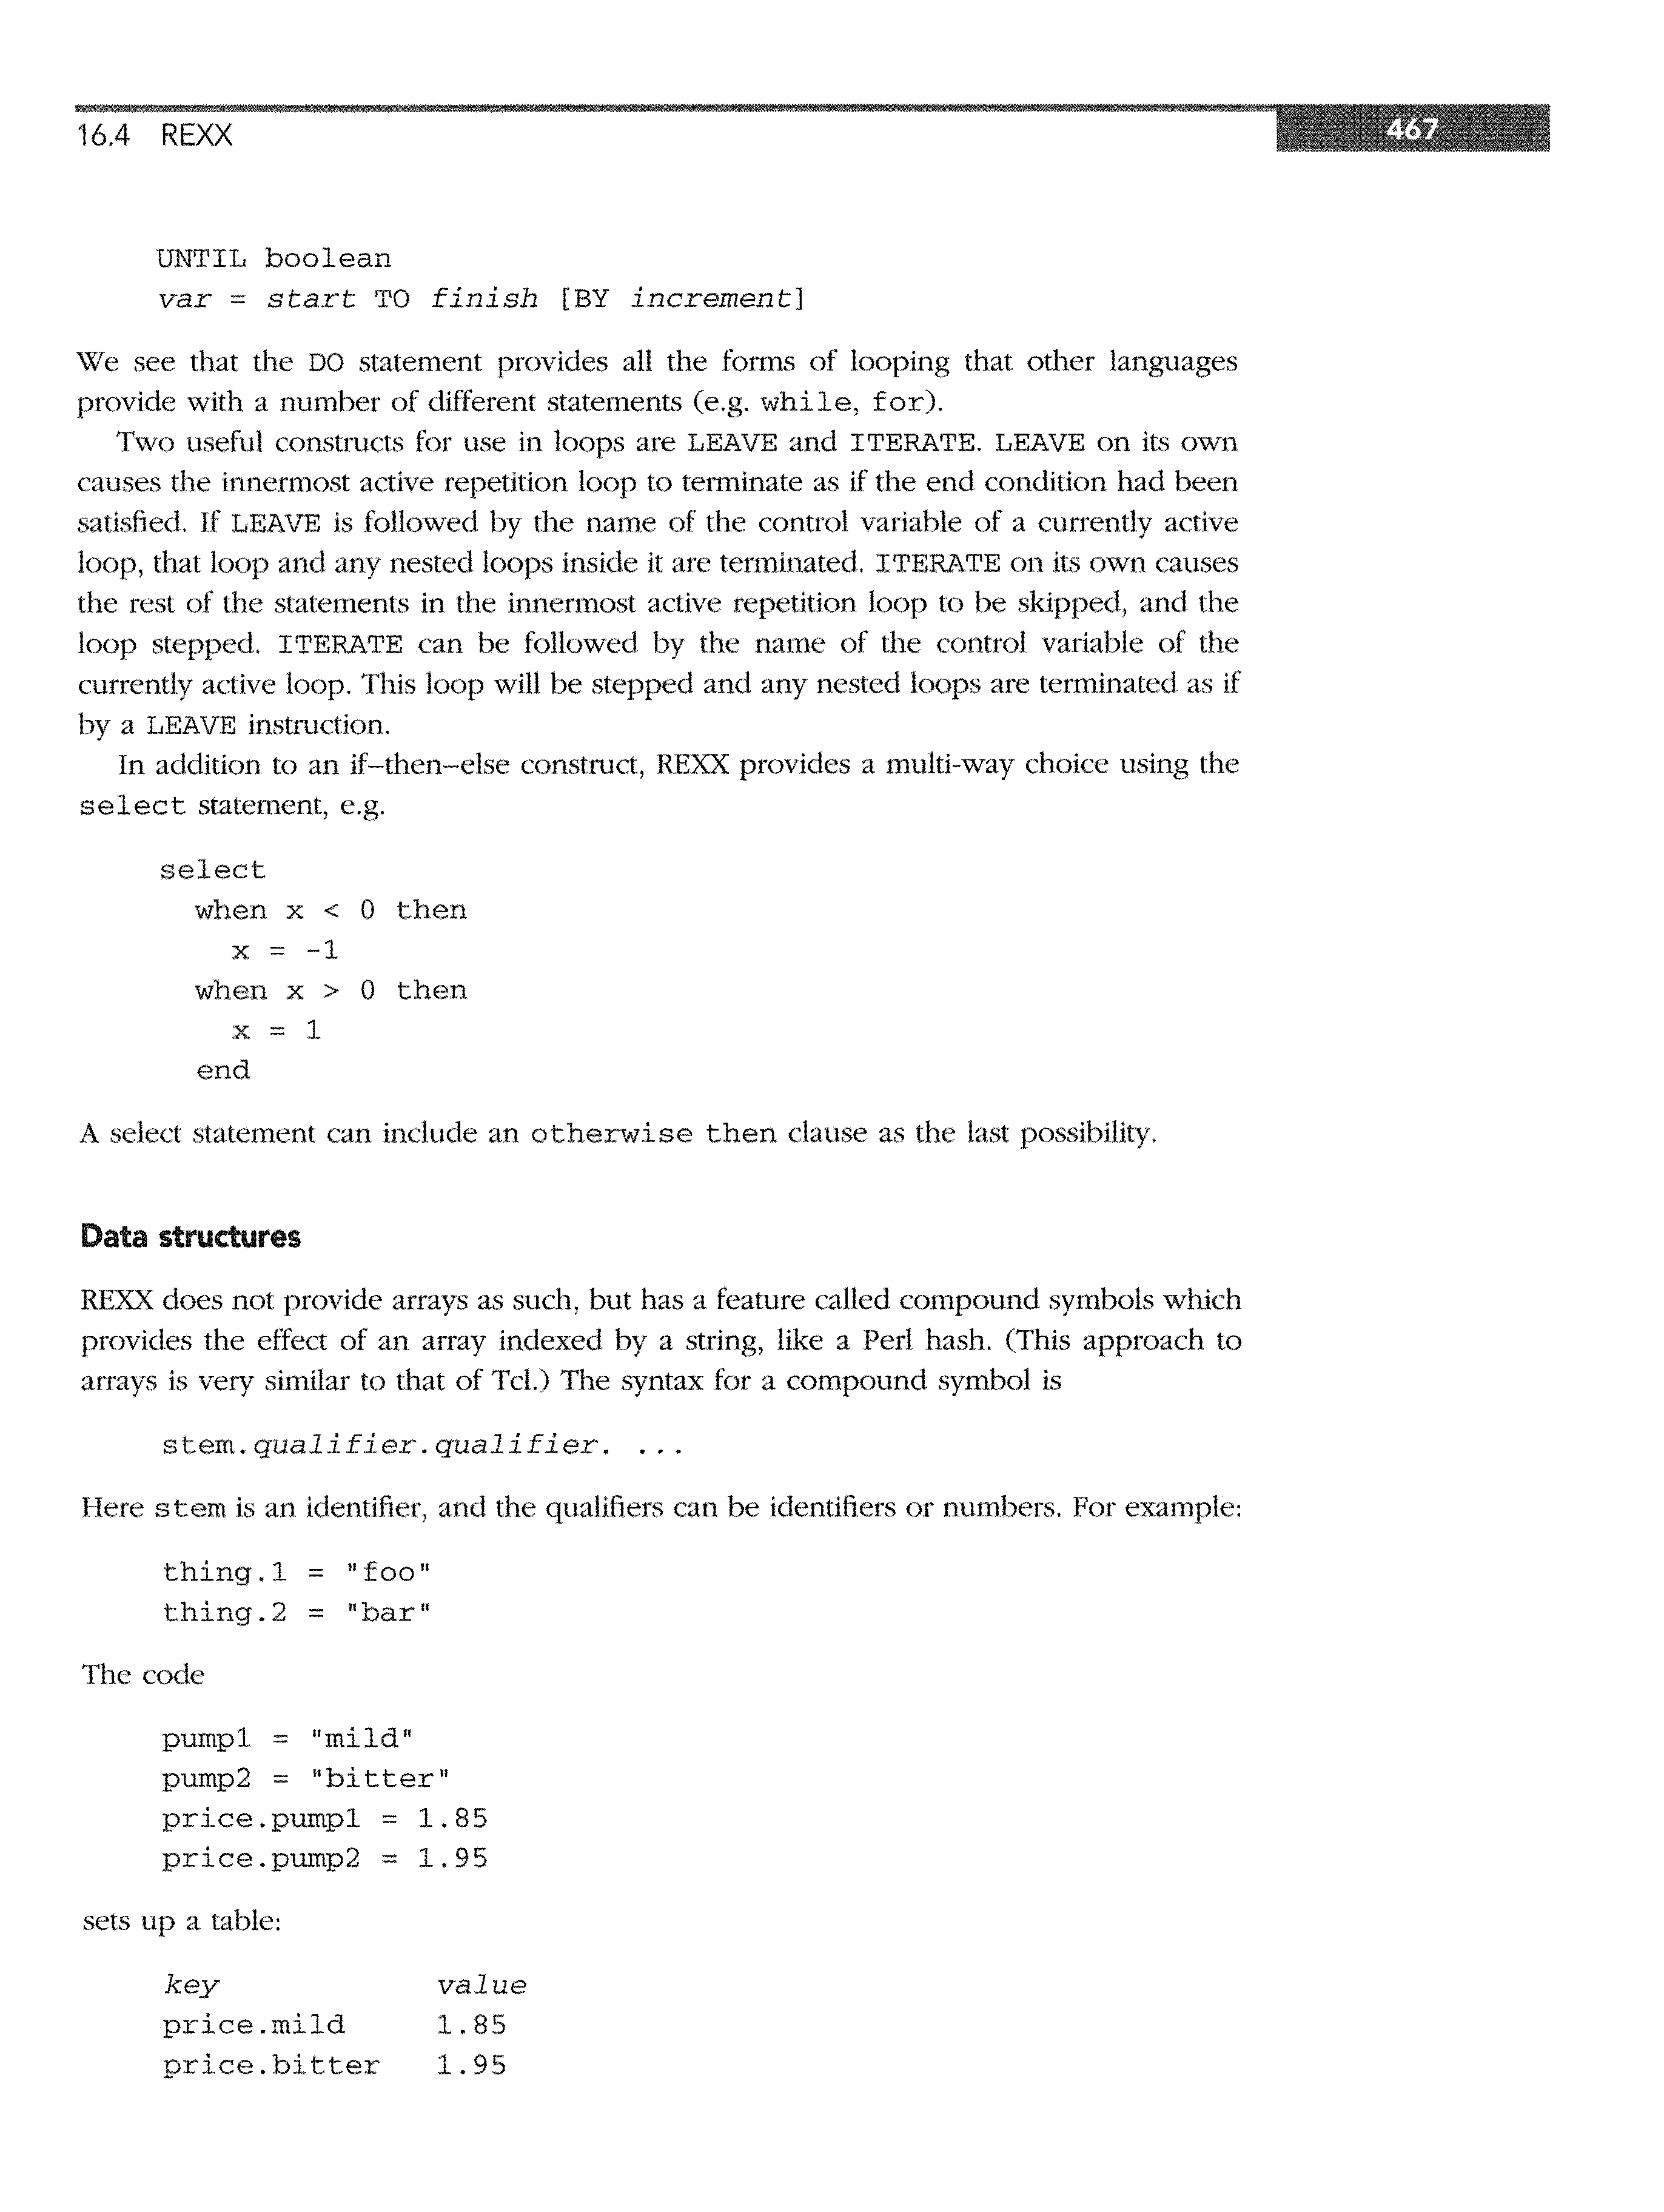 16.4 REXX 467
UNTIL boolean
var = start TO finish [BY increment]
We see that the DO statement provides all the forms of looping that other languages
provide with a number of different statements (e.g. while, for).
Two useful constructs for use in loops are LEAVE and ITERATE. LEAVE on its own
causes the innermost active repetition loop to terminate as if the end condition had been
satisfied. If LEAVE is followed by the name of the control variable of a currently active
loop, that loop and any nested loops inside it are terminated. ITERATE on its own causes
the rest of the statements in the innermost active repetition loop to be skipped, and the
loop stepped. ITERATE can be followed by the name of the control variable of the
currently active loop. This loop will be stepped and any nested loops are terminated as if
by a LEAVE instruction.
In addition to an if–then–else construct, REXX provides a multi-way choice using the
select statement, e.g.
select
when x < 0 then
x = -1
when x > 0 then
x = 1
end
A select statement can include an otherwise then clause as the last possibility.
Data structures
REXX does not provide arrays as such, but has a feature called compound symbols which
provides the effect of an array indexed by a string, like a Perl hash. (This approach to
arrays is very similar to that of Tcl.) The syntax for a compound symbol is
stem.qualifier.qualifier. ...
Here stem is an identifier, and the qualifiers can be identifiers or numbers. For example:
thing.1 = "foo"
thing.2 = "bar"
The code
pump1 = "mild"
pump2 = "bitter"
price.pump1 = 1.85
price.pump2 = 1.95
sets up a table:
key value
price.mild 1.85
price.bitter 1.95